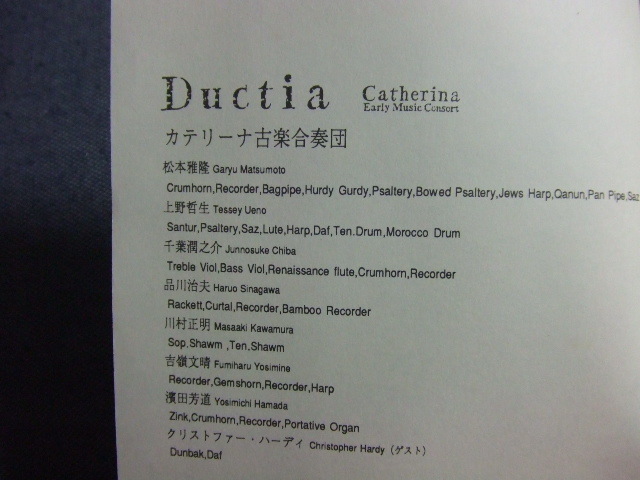 Ductia Catherina
Early Music Consort
カテリーナ古楽合奏団
松本雅隆 Garyu Matsumoto
Crumhorn,Recorder,Bagpipe,Hurdy Gurdy,Psaltery,Bowed Psaltery,Jews Harp,Qanun,Pan Pipe,Saz
上野哲生 Tessey Ueno
Santur,Psaltery,Saz,Lute,Harp,Daf,Ten.Drum,Morocco Drum
千葉潤之介 Junnosuke Chiba
Treble Viol,Bass Viol,Renaissance flute,Crumhorn,Recorder
品川治夫 Haruo Sinagawa
Rackett,Curtal,Recorder,Bamboo Recorder
川村正明 Masaaki Kawamura
Sop,Shawm ,Ten.Shawm
吉嶺文晴 Fumiharu Yosimine
Recorder,Gemshorn,Recorder,Harp
濱田芳道 Yosimichi Hamada
Zink,Crumhorn,Recorder,Portative Organ
クリストファー・ハーディ Christopher Hardy（ゲスト）
Dunbak,Daf